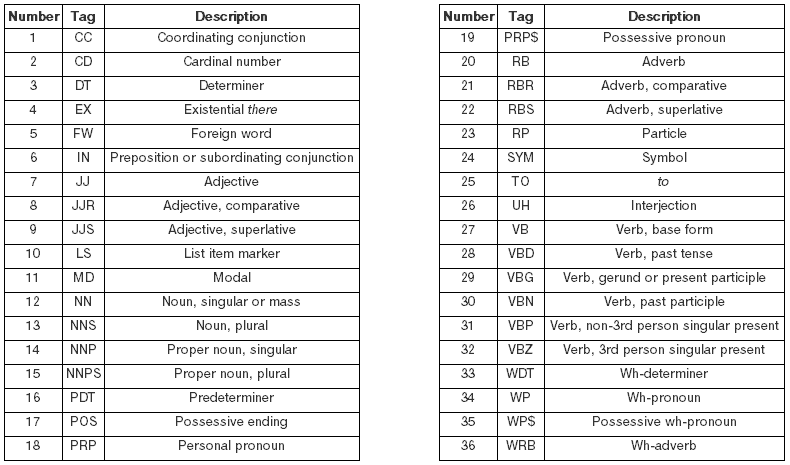 Number Tag Description
1 CC Coordinating conjunction
2 CD Cardinal number
3 DT Determiner
4 EX Existential there
5 FW Foreign word
6 IN Preposition or subordinating conjunction
7 JJ Adjective
8 JJR Adjective, comparative
9 JJS Adjective, superlative
10 LS List item marker
11 MD Modal
12 NN Noun, singular or mass
13 NNS Noun, plural
14 NNP Proper noun, singular
15 NNPS Proper noun, plural
16 PDT Predeterminer
17 POS Possessive ending
18 PRP Personal pronoun
Number Tag Description
19 PRP$ Possessive pronoun
20 RB Adverb
21 RBR Adverb, comparative
22 RBS Adverb, superlative
23 RP Particle
24 SYM Symbol
25 TO to
26 UH Interjection
27 VB Verb, base form
28 VBD Verb, past tense
29 VBG Verb, gerund or present participle
30 VBN Verb, past participle
31 VBP Verb, non-3rd person singular present
32 VBZ Verb, 3rd person singular present
33 WDT Wh-determiner
34 WP Wh-pronoun
35 WP$ Possessive wh-pronoun
36 WRB Wh-adverb